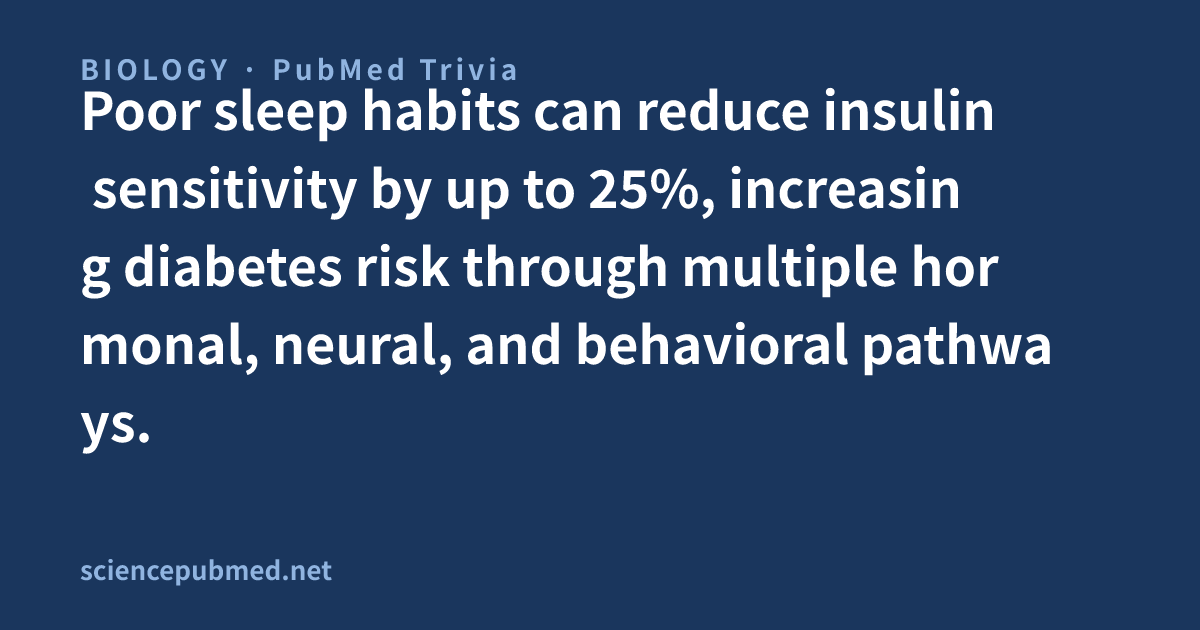 BIOLOGY · PubMed Trivia
Poor sleep habits can reduce insulin
sensitivity by up to 25%, increasin
g diabetes risk through multiple hor
monal, neural, and behavioral pathwa
ys.
sciencepubmed.net